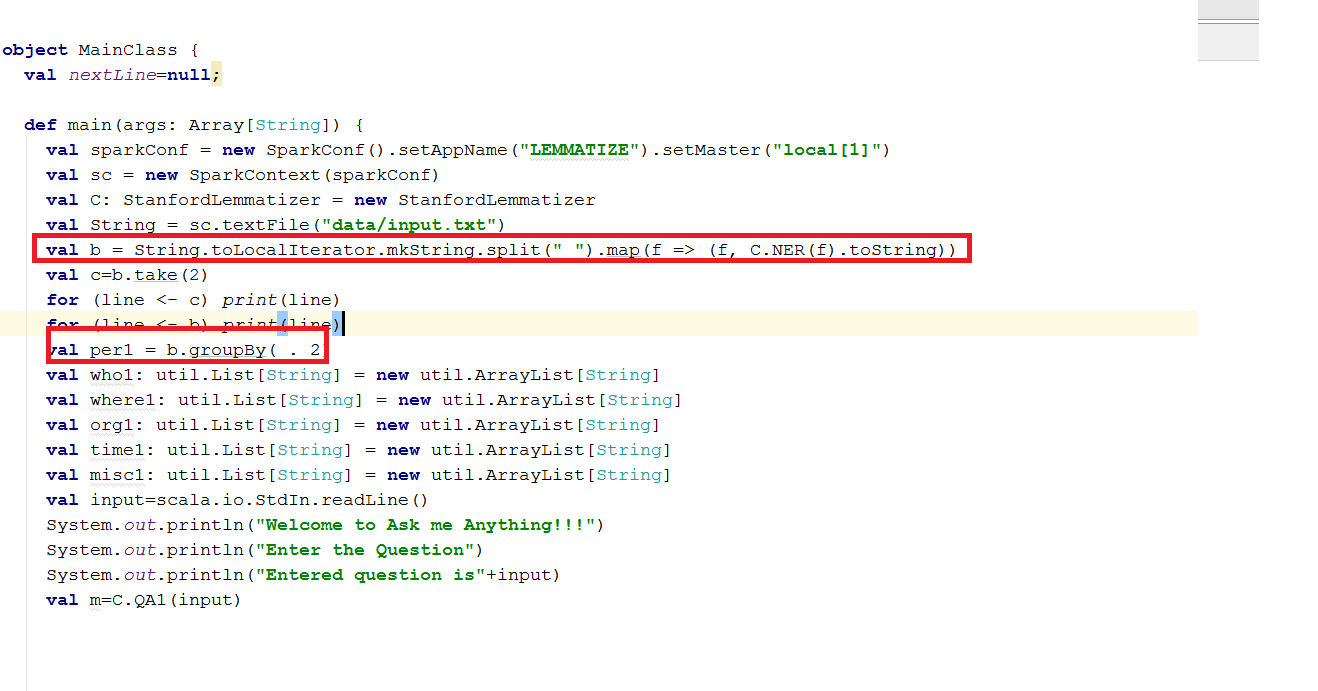 object MainClass {
  val nextLine=null;
  def main(args: Array[String]) {
    val sparkConf = new SparkConf().setAppName("LEMMATIZE").setMaster("local[1]")
    val sc = new SparkContext(sparkConf)
    val C: StanfordLemmatizer = new StanfordLemmatizer
    val String = sc.textFile("data/input.txt")
    val b = String.toLocalIterator.mkString.split(" ").map(f => (f, C.NER(f).toString))
    val c=b.take(2)
    for (line <- c) print(line)
    for (line <- b) print(line)
    val per1 = b.groupBy(_._2)
    val who1: util.List[String] = new util.ArrayList[String]
    val where1: util.List[String] = new util.ArrayList[String]
    val org1: util.List[String] = new util.ArrayList[String]
    val time1: util.List[String] = new util.ArrayList[String]
    val misc1: util.List[String] = new util.ArrayList[String]
    val input=scala.io.StdIn.readLine()
    System.out.println("Welcome to Ask me Anything!!!")
    System.out.println("Enter the Question")
    System.out.println("Entered question is"+input)
    val m=C.QA1(input)